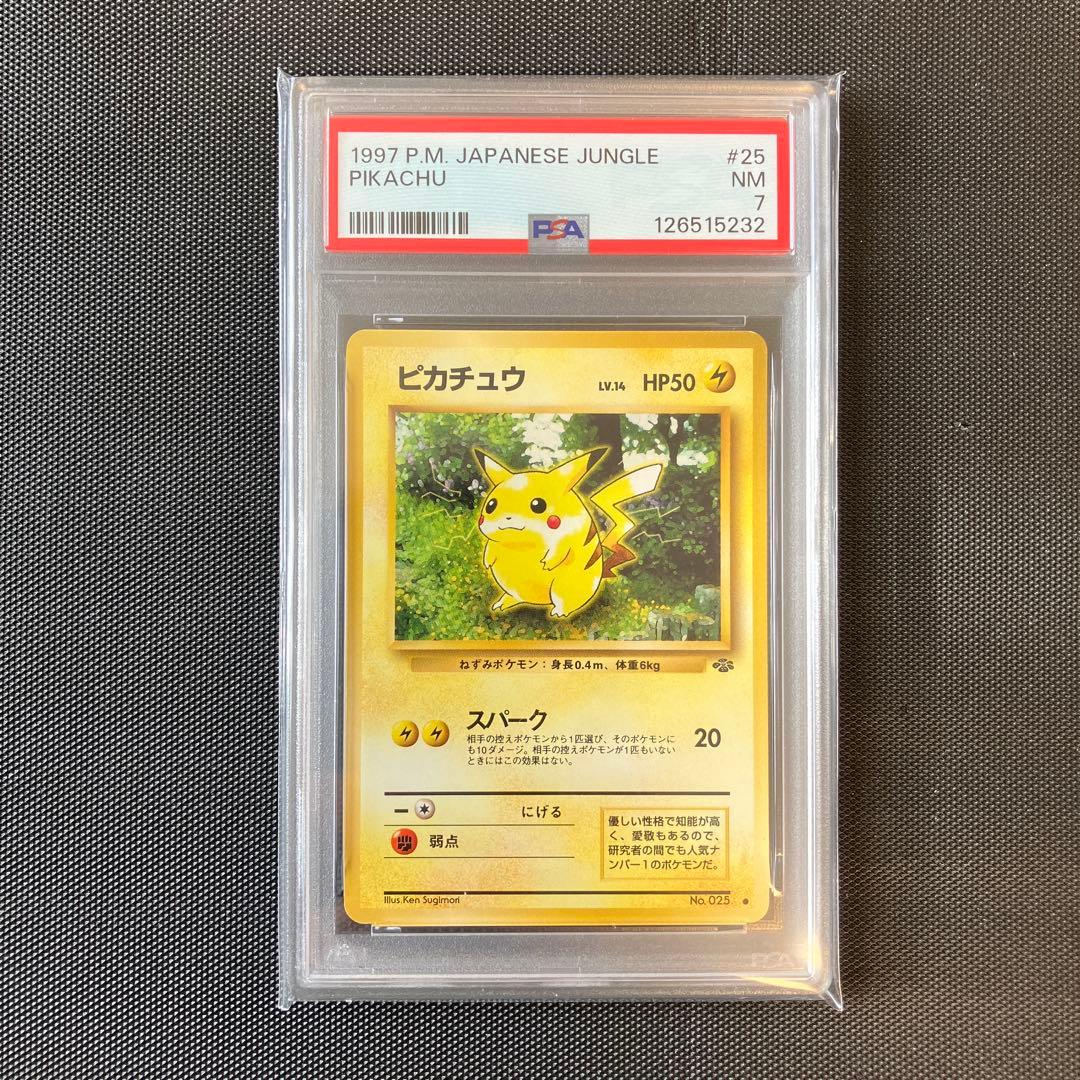 1997 P.M. JAPANESE JUNGLE #25
PIKACHU NM
7
PSA 126515232
ピカチュウ LV.14 HP50
ねずみポケモン：身長0.4m、体重6kg
スパーク 20
相手の控えポケモンから1匹選び、そのポケモンに
も10ダメージ。相手の控えポケモンが1匹もいない
ときにはこの効果はない。
にげる
弱点
優しい性格で知能が高
く、愛敬もあるので、
研究者の間でも人気ナ
ンバー1のポケモンだ。
Illus.Ken Sugimori No.025